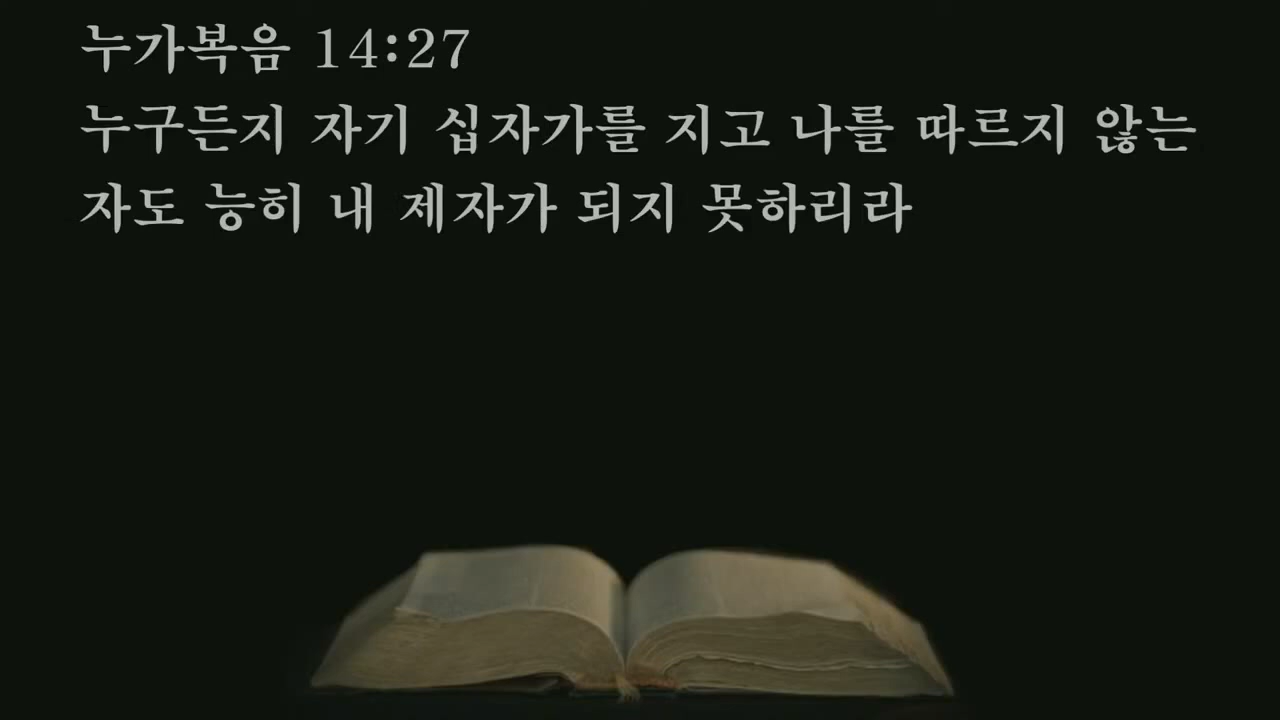 누가복음 14:27
누구든지 자기 십자가를 지고 나를 따르지 않는
자도 능히 내 제자가 되지 못하리라